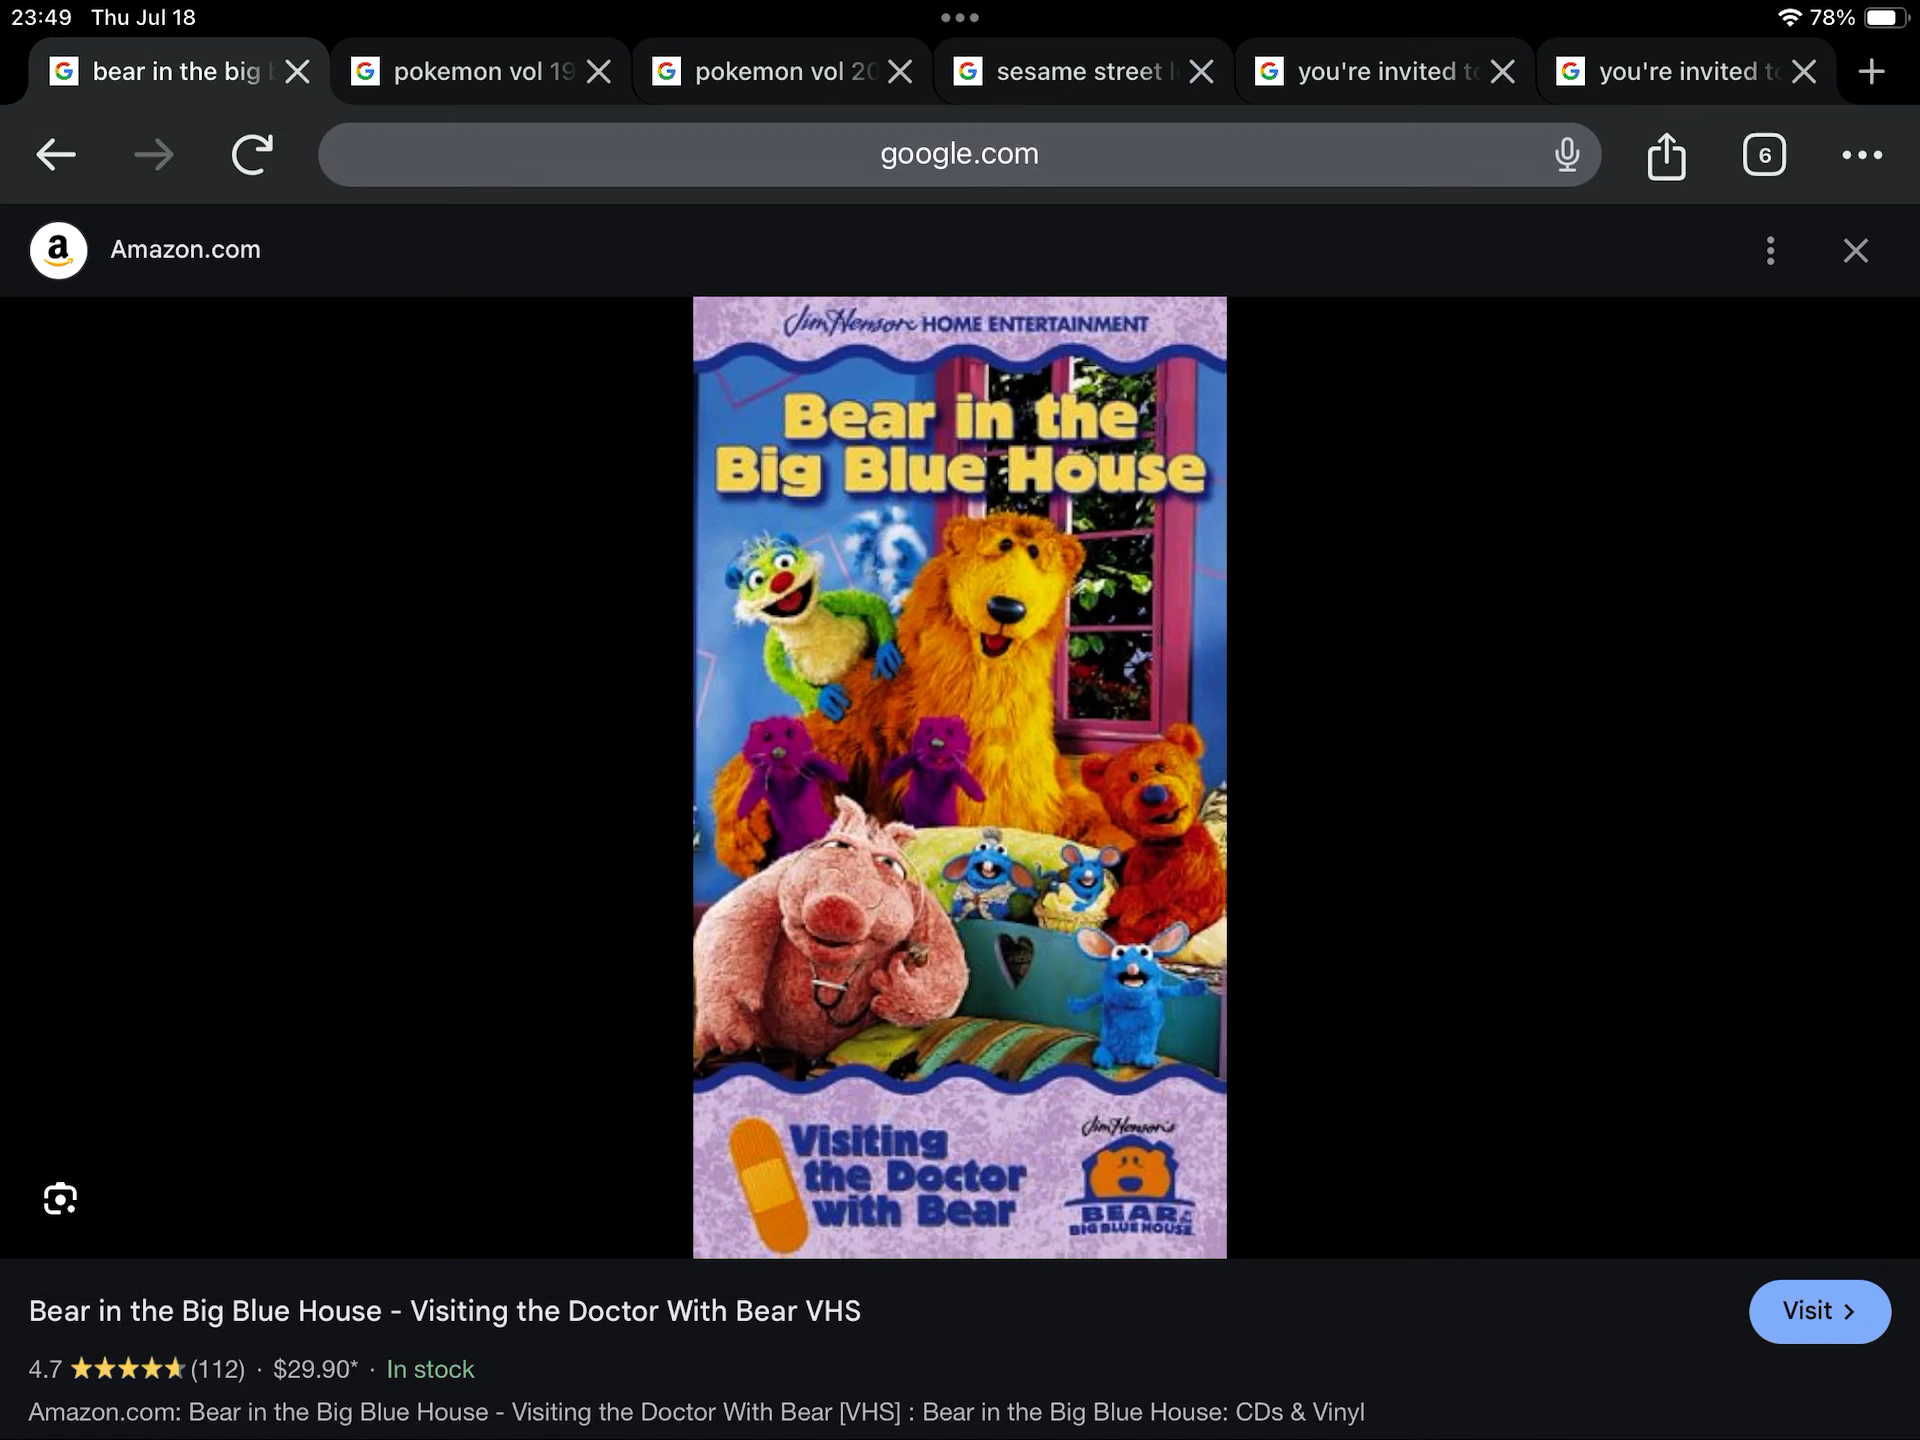 23:49 Thu Jul 18
78%
bear in the big
pokemon vol 19
pokemon vol 20
sesame street
you're invited to
you're invited to
google.com
6
a
Amazon.com
Jim Henson HOME ENTERTAINMENT
Bear in the
Big Blue House
Visiting
the Doctor
with Bear
Jim Henson's
BEAR in the
BIG BLUE HOUSE
Bear in the Big Blue House - Visiting the Doctor With Bear VHS
Visit >
4.7 (112) · $29.90* · In stock
Amazon.com: Bear in the Big Blue House - Visiting the Doctor With Bear [VHS] : Bear in the Big Blue House: CDs & Vinyl